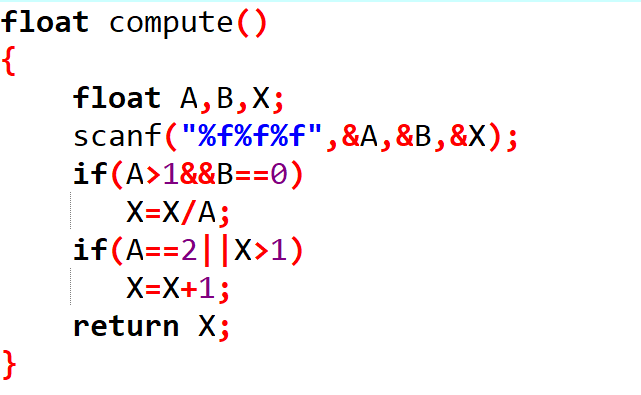 float compute()
{
    float A,B,X;
    scanf("%f%f%f",&A,&B,&X);
    if(A>1&&B==0)
       X=X/A;
    if(A==2||X>1)
       X=X+1;
    return X;
}